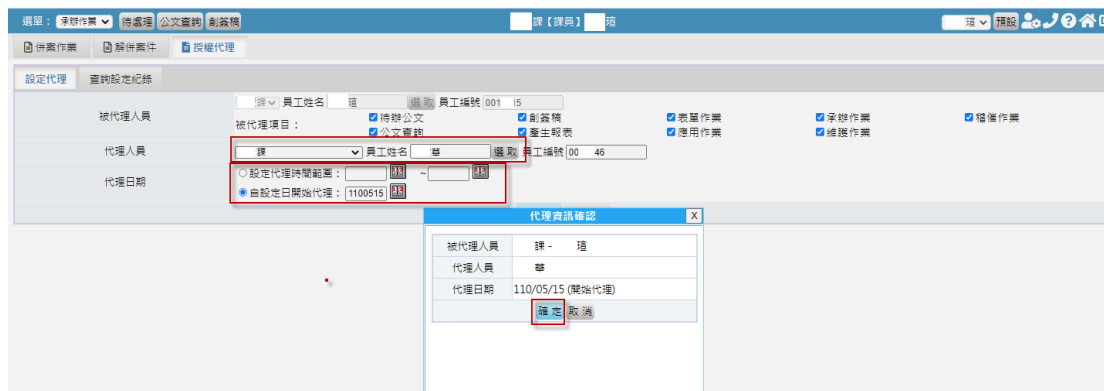 選單： 承辦作業 待處理 公文查詢 創簽稿 課【課員】 瑄 瑄 預設
併案作業 解併案件 授權代理
設定代理 查詢設定紀錄
被代理人員 課 員工姓名 瑄 選取 員工編號 001 15
被代理項目： 待辦公文 創簽稿 表單作業 承辦作業 稽催作業
公文查詢 產生報表 應用作業 維護作業
代理人員 課 員工姓名 華 選取 員工編號 00 46
代理日期 設定代理時間範圍： ~
自設定日開始代理： 1100515
代理資訊確認 X
被代理人員 課 - 瑄
代理人員 華
代理日期 110/05/15 (開始代理)
確定 取消